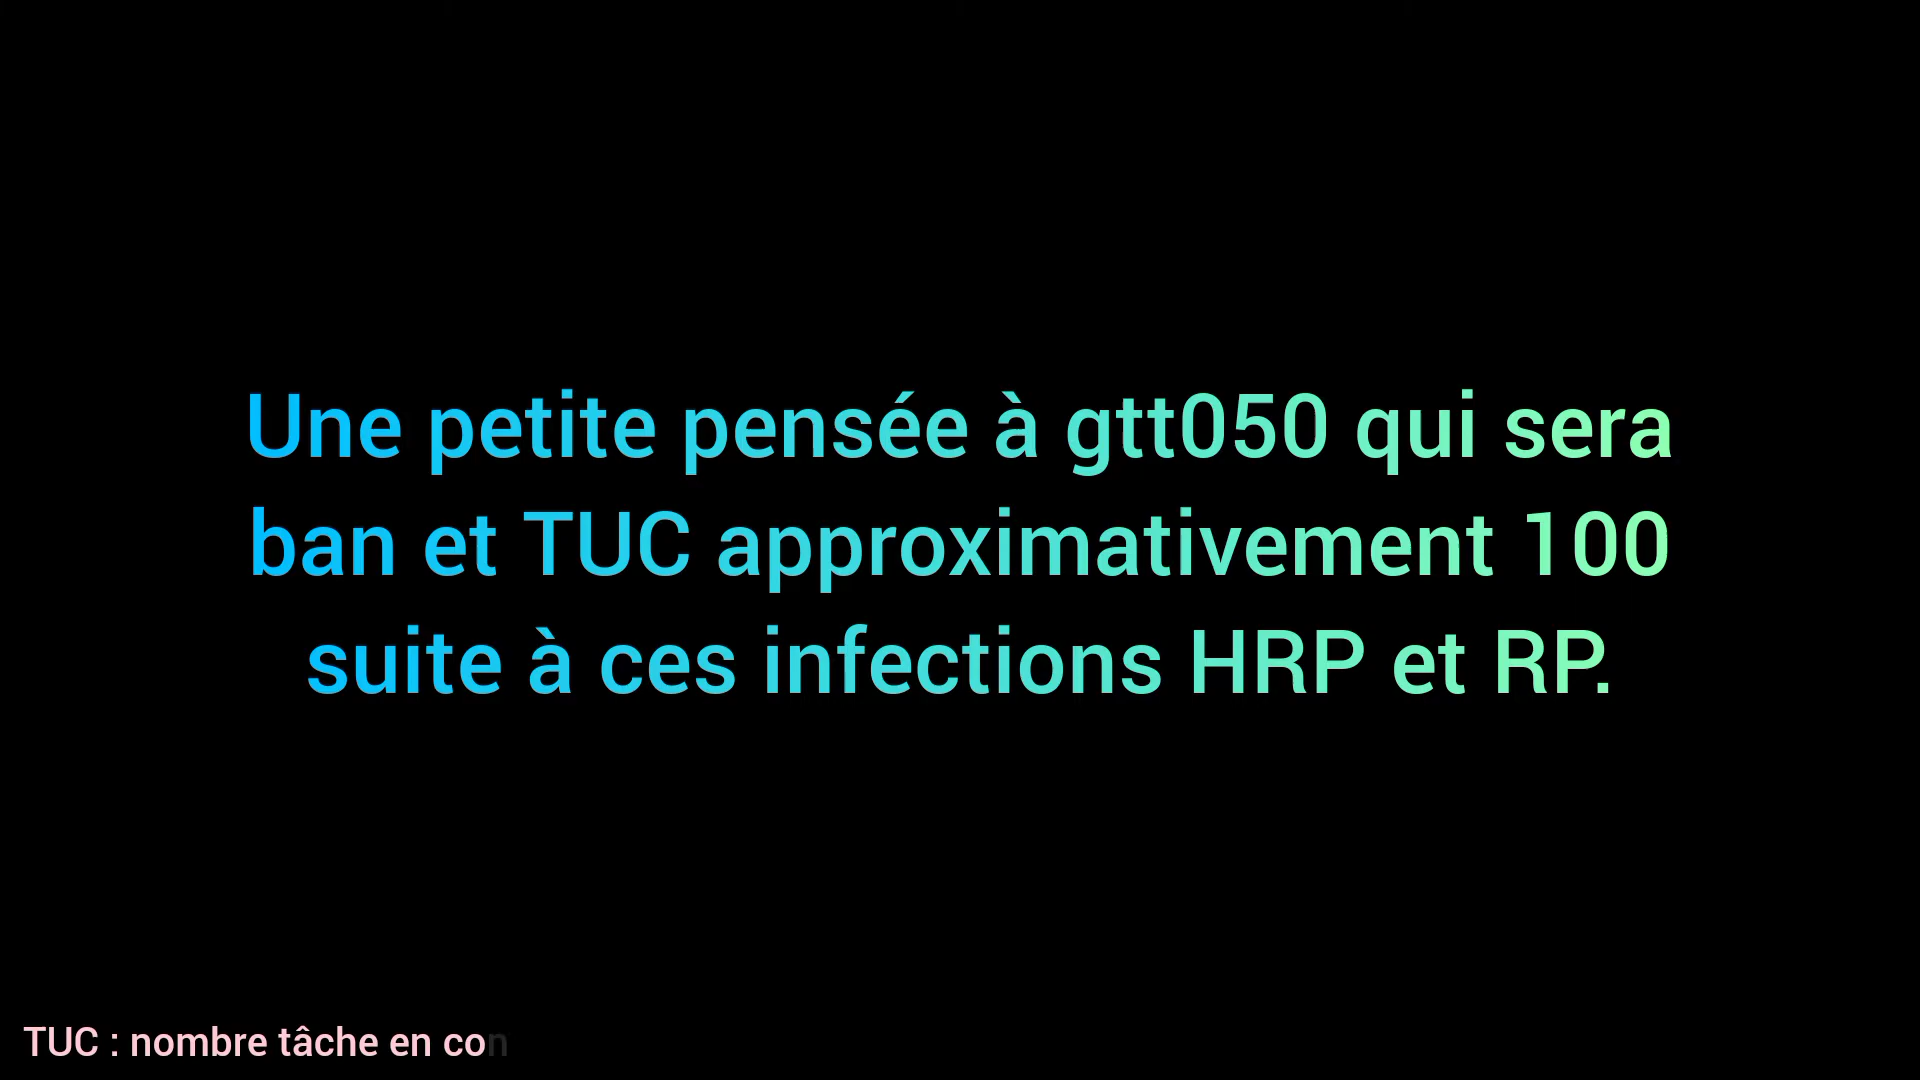 Une petite pensée à gtt050 qui sera
ban et TUC approximativement 100
suite à ces infections HRP et RP.
TUC : nombre tâche en con